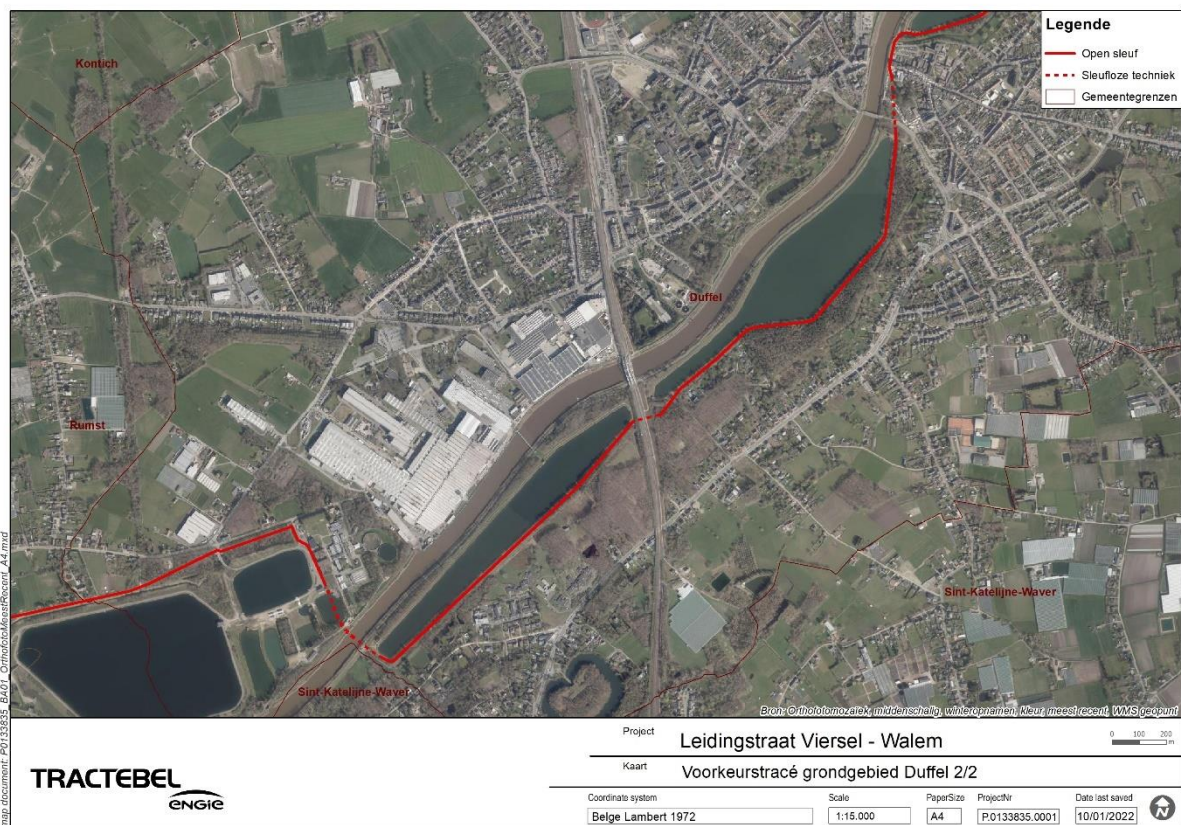 Legende
Open sleuf
Sleufloze techniek
Gemeentegrenzen
Kontich
Duffel
Rumst
Sint-Katelijne-Waver
Sint-Katelijne-Waver
Bron: Orthofotomozaïek, middenschalig, winteropnamen, kleur, meest recent, WMS geopunt
map document: P0133835_BA01_OrthofotoMeestRecent_A4.mxd
Project
Leidingstraat Viersel - Walem
0 100 200
m
Kaart
Voorkeurstracé grondgebied Duffel 2/2
TRACTEBEL
ENGIE
Coordinate system
Scale
PaperSize
ProjectNr
Date last saved
Belge Lambert 1972
1:15.000
A4
P.0133835.0001
10/01/2022
N